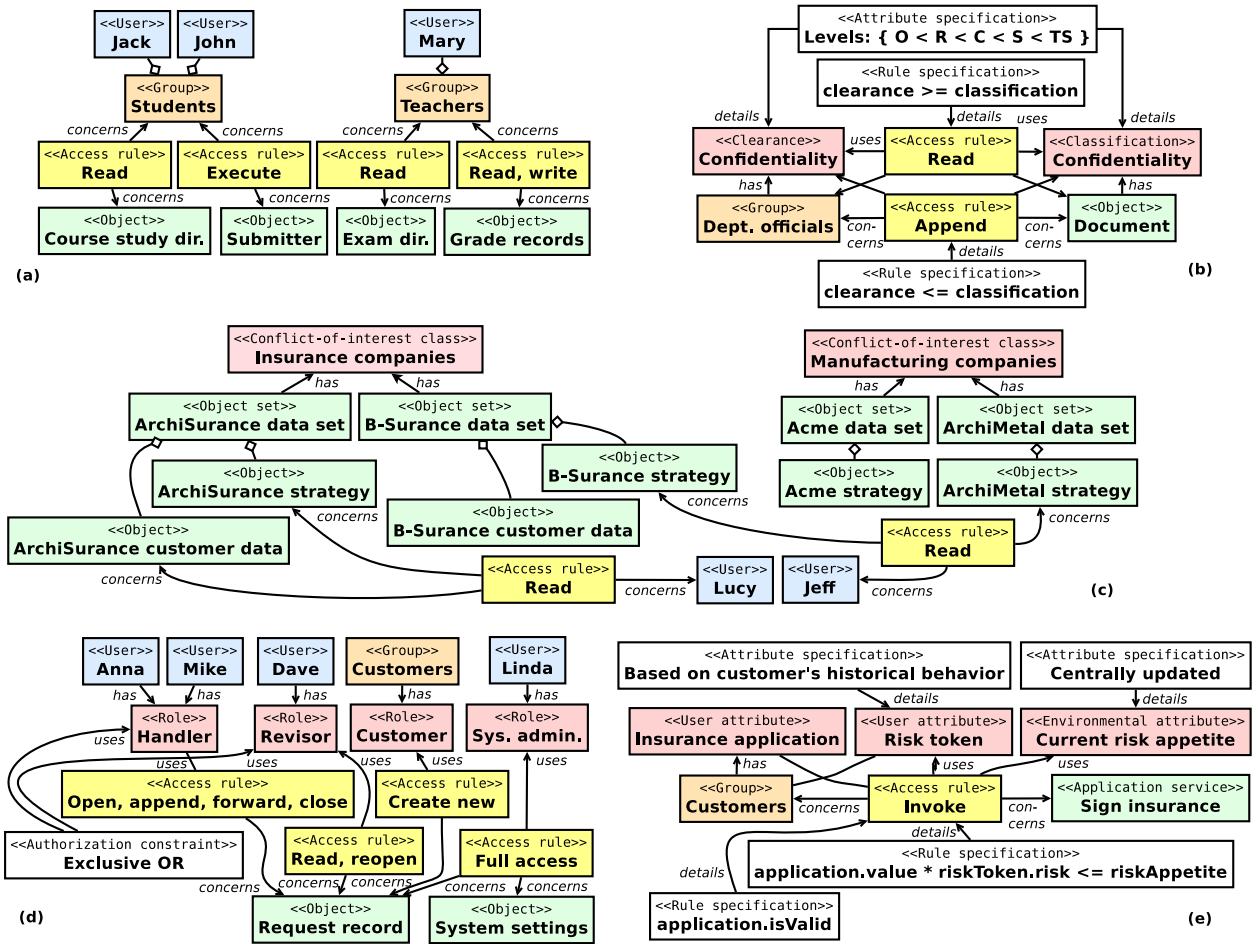 <<User>>
Jack
<<User>>
John
<<User>>
Mary
<<Group>>
Students
<<Group>>
Teachers
concerns
concerns
concerns
concerns
<<Access rule>>
Read
<<Access rule>>
Execute
<<Access rule>>
Read
<<Access rule>>
Read, write
concerns
concerns
concerns
concerns
<<Object>>
Course study dir.
<<Object>>
Submitter
<<Object>>
Exam dir.
<<Object>>
Grade records
(a)
<<Attribute specification>>
Levels: { O < R < C < S < TS }
<<Rule specification>>
clearance >= classification
details
details
uses
details
<<Clearance>>
Confidentiality
uses
<<Access rule>>
Read
<<Classification>>
Confidentiality
has
has
<<Group>>
Dept. officials
con-
cerns
<<Access rule>>
Append
con-
cerns
<<Object>>
Document
details
<<Rule specification>>
clearance <= classification
(b)
<<Conflict-of-interest class>>
Insurance companies
<<Conflict-of-interest class>>
Manufacturing companies
has
has
has
has
<<Object set>>
ArchiSurance data set
<<Object set>>
B-Surance data set
<<Object set>>
Acme data set
<<Object set>>
ArchiMetal data set
<<Object>>
ArchiSurance strategy
<<Object>>
B-Surance strategy
<<Object>>
Acme strategy
<<Object>>
ArchiMetal strategy
concerns
concerns
concerns
<<Object>>
ArchiSurance customer data
<<Object>>
B-Surance customer data
<<Access rule>>
Read
concerns
<<Access rule>>
Read
concerns
<<User>>
Lucy
<<User>>
Jeff
concerns
(c)
<<User>>
Anna
<<User>>
Mike
<<User>>
Dave
<<Group>>
Customers
<<User>>
Linda
has
has
has
has
has
<<Role>>
Handler
<<Role>>
Revisor
<<Role>>
Customer
<<Role>>
Sys. admin.
uses
uses
uses
uses
uses
uses
<<Access rule>>
Open, append, forward, close
<<Access rule>>
Create new
<<Authorization constraint>>
Exclusive OR
<<Access rule>>
Read, reopen
<<Access rule>>
Full access
concerns
concerns
concerns
concerns
<<Object>>
Request record
<<Object>>
System settings
(d)
<<Attribute specification>>
Based on customer's historical behavior
<<Attribute specification>>
Centrally updated
details
details
<<User attribute>>
Insurance application
<<User attribute>>
Risk token
<<Environmental attribute>>
Current risk appetite
has
uses
uses
<<Group>>
Customers
concerns
<<Access rule>>
Invoke
con-
cerns
<<Application service>>
Sign insurance
details
<<Rule specification>>
application.value * riskToken.risk <= riskAppetite
details
<<Rule specification>>
application.isValid
(e)